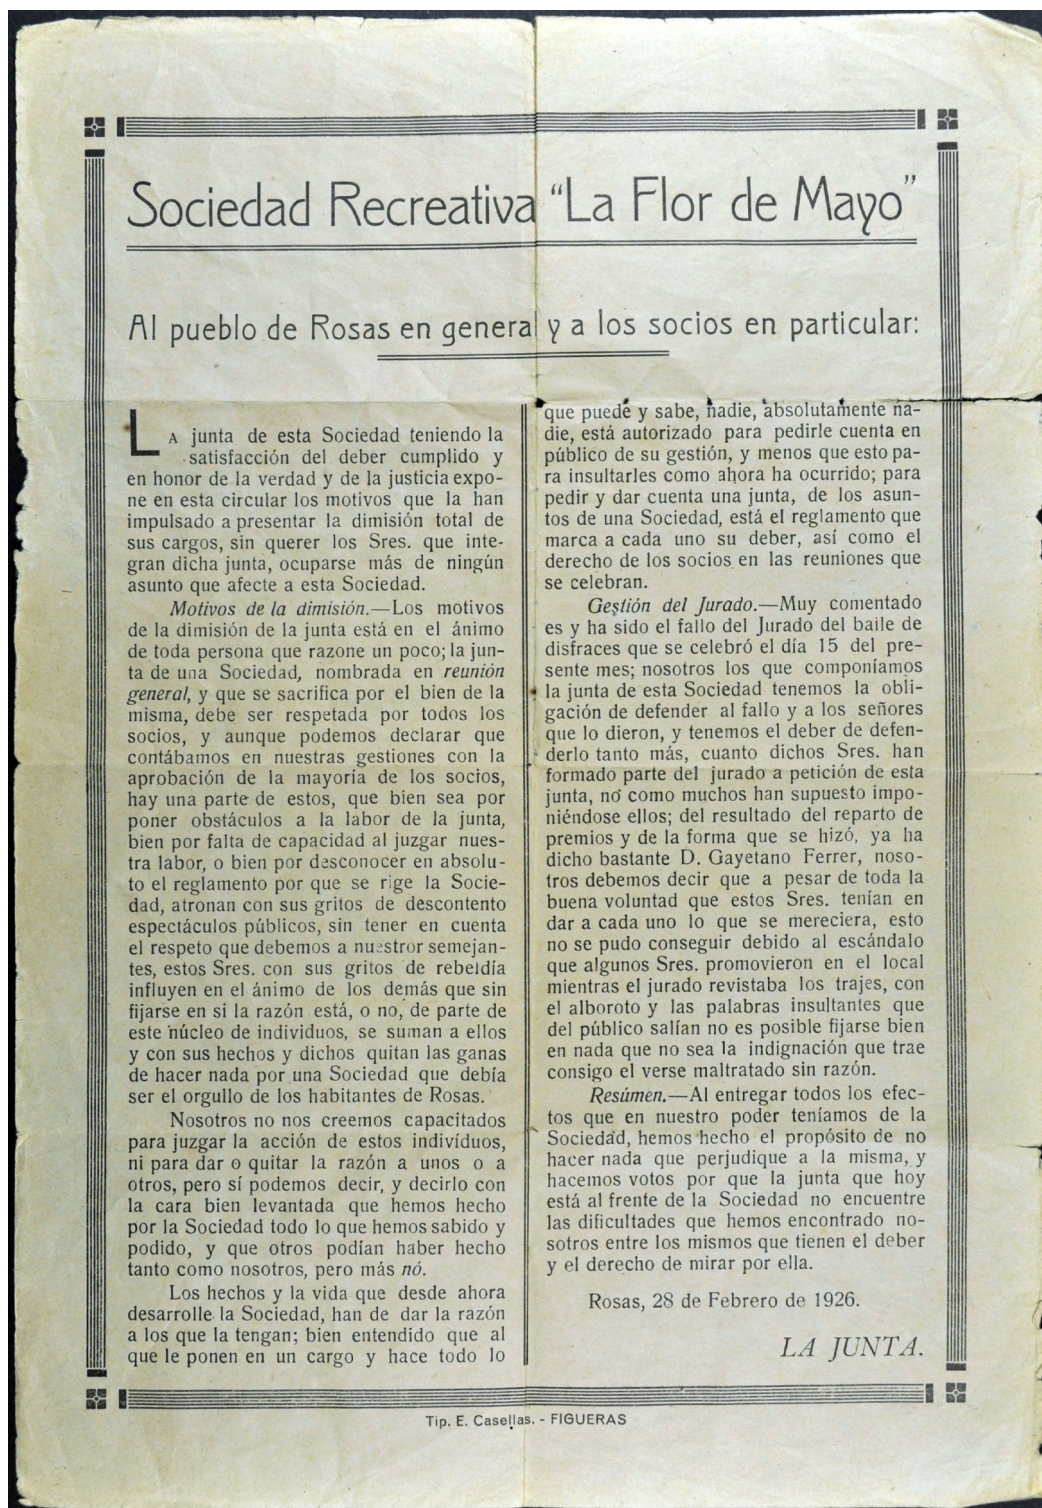 Sociedad Recreativa "La Flor de Mayo"
Al pueblo de Rosas en general y a los socios en particular:
LA junta de esta Sociedad teniendo la
satisfacción del deber cumplido y
en honor de la verdad y de la justicia expo-
ne en esta circular los motivos que la han
impulsado a presentar la dimisión total de
sus cargos, sin querer los Sres. que inte-
gran dicha junta, ocuparse más de ningún
asunto que afecte a esta Sociedad.
Motivos de la dimisión.—Los motivos
de la dimisión de la junta está en el ánimo
de toda persona que razone un poco; la jun-
ta de una Sociedad, nombrada en reunión
general, y que se sacrifica por el bien de la
misma, debe ser respetada por todos los
socios, y aunque podemos declarar que
contábamos en nuestras gestiones con la
aprobación de la mayoría de los socios,
hay una parte de estos, que bien sea por
poner obstáculos a la labor de la junta,
bien por falta de capacidad al juzgar nues-
tra labor, o bien por desconocer en absolu-
to el reglamento por que se rige la Socie-
dad, atronan con sus gritos de descontento
espectáculos públicos, sin tener en cuenta
el respeto que debemos a nuestror semejan-
tes, estos Sres. con sus gritos de rebeldía
influyen en el ánimo de los demás que sin
fijarse en si la razón está, o no, de parte de
este núcleo de individuos, se suman a ellos
y con sus hechos y dichos quitan las ganas
de hacer nada por una Sociedad que debía
ser el orgullo de los habitantes de Rosas.
Nosotros no nos creemos capacitados
para juzgar la acción de estos indivíduos,
ni para dar o quitar la razón a unos o a
otros, pero sí podemos decir, y decirlo con
la cara bien levantada que hemos hecho
por la Sociedad todo lo que hemos sabido y
podido, y que otros podían haber hecho
tanto como nosotros, pero más nó.
Los hechos y la vida que desde ahora
desarrolle la Sociedad, han de dar la razón
a los que la tengan; bien entendido que al
que le ponen en un cargo y hace todo lo
que puede y sabe, nadie, absolutamente na-
die, está autorizado para pedirle cuenta en
público de su gestión, y menos que esto pa-
ra insultarles como ahora ha ocurrido; para
pedir y dar cuenta una junta, de los asun-
tos de una Sociedad, está el reglamento que
marca a cada uno su deber, así como el
derecho de los socios en las reuniones que
se celebran.
Gestión del Jurado.—Muy comentado
es y ha sido el fallo del Jurado del baile de
disfraces que se celebró el día 15 del pre-
sente mes; nosotros los que componíamos
la junta de esta Sociedad tenemos la obli-
gación de defender al fallo y a los señores
que lo dieron, y tenemos el deber de defen-
derlo tanto más, cuanto dichos Sres. han
formado parte del jurado a petición de esta
junta, no como muchos han supuesto impo-
niéndose ellos; del resultado del reparto de
premios y de la forma que se hizó, ya ha
dicho bastante D. Gayetano Ferrer, noso-
tros debemos decir que a pesar de toda la
buena voluntad que estos Sres. tenían en
dar a cada uno lo que se mereciera, esto
no se pudo conseguir debido al escándalo
que algunos Sres. promovieron en el local
mientras el jurado revistaba los trajes, con
el alboroto y las palabras insultantes que
del público salían no es posible fijarse bien
en nada que no sea la indignación que trae
consigo el verse maltratado sin razón.
Resúmen.—Al entregar todos los efec-
tos que en nuestro poder teníamos de la
Sociedad, hemos hecho el propósito de no
hacer nada que perjudique a la misma, y
hacemos votos por que la junta que hoy
está al frente de la Sociedad no encuentre
las dificultades que hemos encontrado no-
sotros entre los mismos que tienen el deber
y el derecho de mirar por ella.
Rosas, 28 de Febrero de 1926.
LA JUNTA.
Tip. E. Casellas. - FIGUERAS